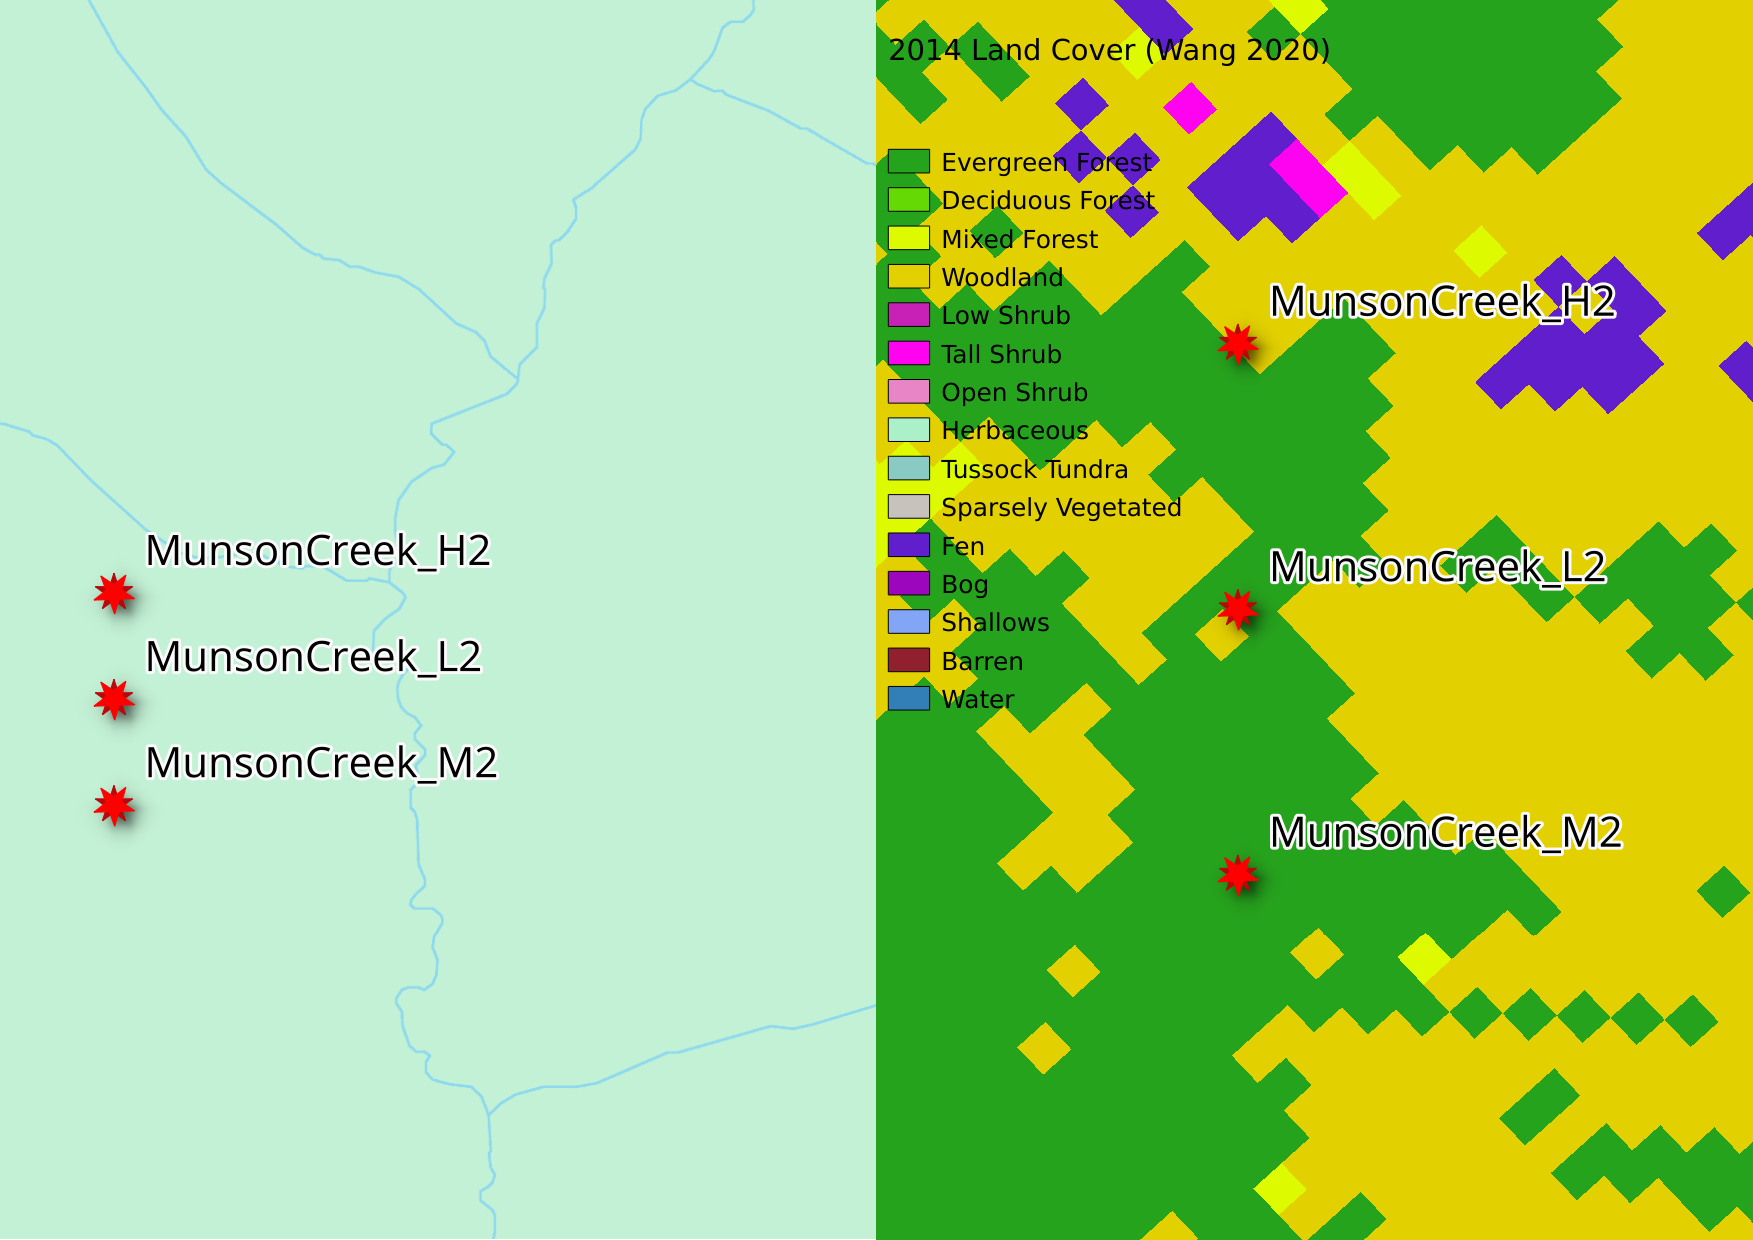 MunsonCreek_H2
MunsonCreek_L2
MunsonCreek_M2
2014 Land Cover (Wang 2020)
Evergreen Forest
Deciduous Forest
Mixed Forest
Woodland
Low Shrub
Tall Shrub
Open Shrub
Herbaceous
Tussock Tundra
Sparsely Vegetated
Fen
Bog
Shallows
Barren
Water
MunsonCreek_H2
MunsonCreek_L2
MunsonCreek_M2